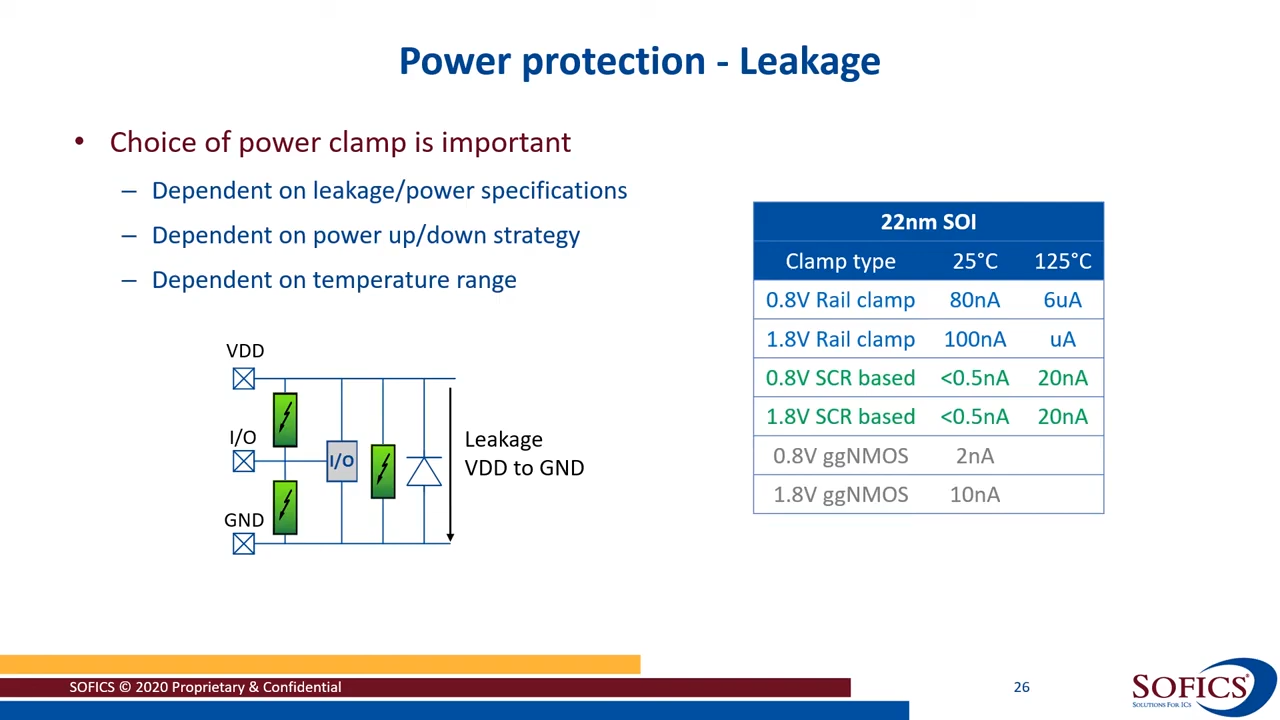 Power protection - Leakage
• Choice of power clamp is important
– Dependent on leakage/power specifications
– Dependent on power up/down strategy
– Dependent on temperature range
VDD
I/O
I/O
GND
Leakage
VDD to GND
22nm SOI
Clamp type 25°C 125°C
0.8V Rail clamp 80nA 6uA
1.8V Rail clamp 100nA uA
0.8V SCR based <0.5nA 20nA
1.8V SCR based <0.5nA 20nA
0.8V ggNMOS 2nA
1.8V ggNMOS 10nA
SOFICS © 2020 Proprietary & Confidential
26
SOFICS®
SOLUTIONS FOR ICS